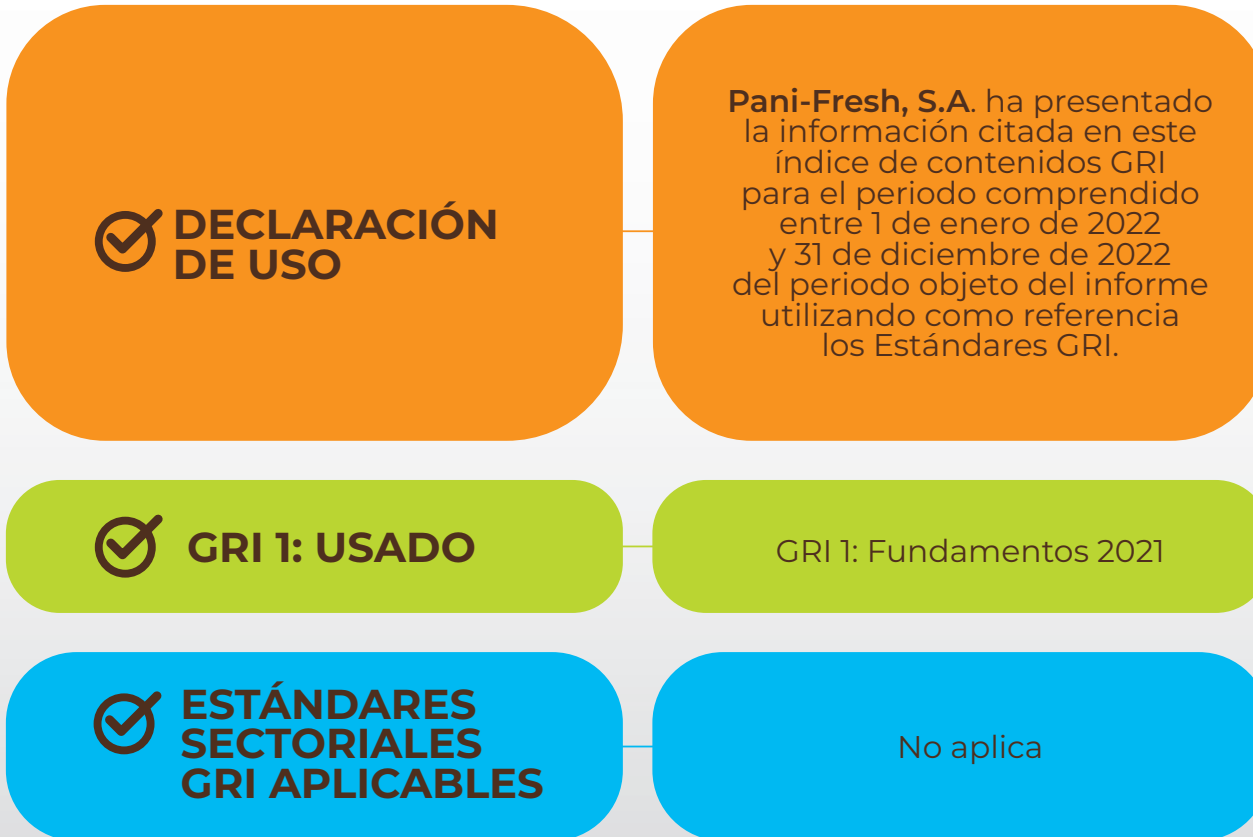 DECLARACIÓN
DE USO
Pani-Fresh, S.A. ha presentado
la información citada en este
índice de contenidos GRI
para el periodo comprendido
entre 1 de enero de 2022
y 31 de diciembre de 2022
del periodo objeto del informe
utilizando como referencia
los Estándares GRI.
GRI 1: USADO
GRI 1: Fundamentos 2021
ESTÁNDARES
SECTORIALES
GRI APLICABLES
No aplica